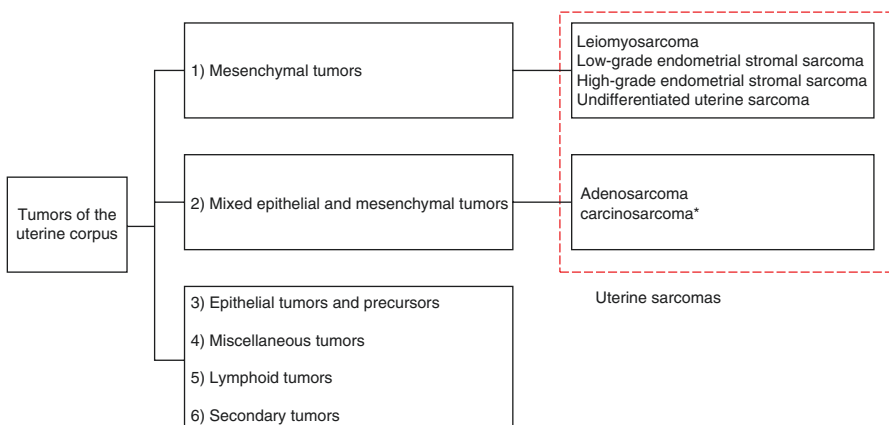 Tumors of the
uterine corpus
1) Mesenchymal tumors
Leiomyosarcoma
Low-grade endometrial stromal sarcoma
High-grade endometrial stromal sarcoma
Undifferentiated uterine sarcoma
2) Mixed epithelial and mesenchymal tumors
Adenosarcoma
carcinosarcoma*
Uterine sarcomas
3) Epithelial tumors and precursors
4) Miscellaneous tumors
5) Lymphoid tumors
6) Secondary tumors